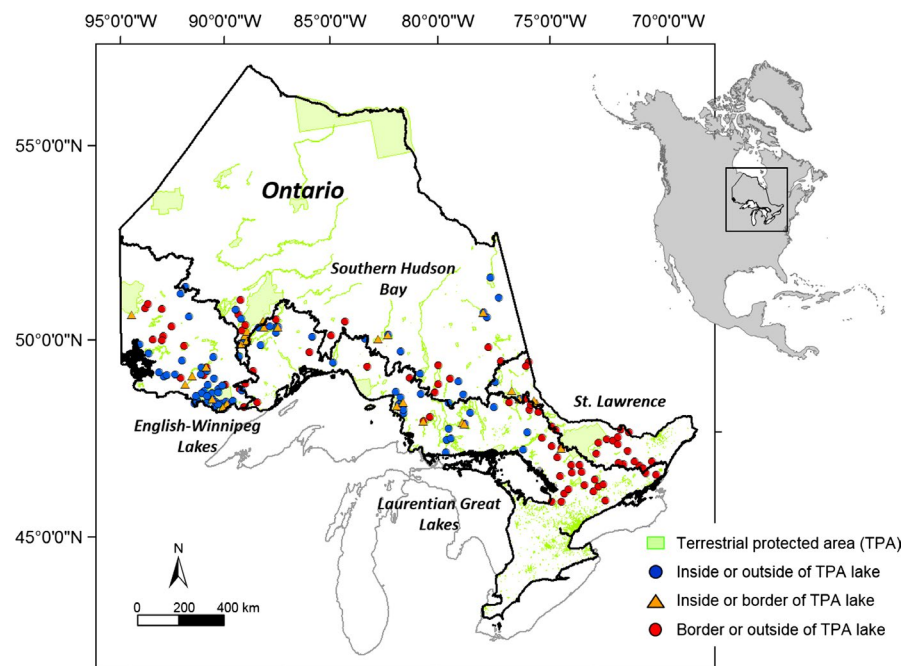 95°0'0"W 90°0'0"W 85°0'0"W 80°0'0"W 75°0'0"W 70°0'0"W
55°0'0"N
Ontario
Southern Hudson
Bay
50°0'0"N
English-Winnipeg
Lakes
St. Lawrence
Laurentian Great
Lakes
45°0'0"N
N
0 200 400 km
Terrestrial protected area (TPA)
Inside or outside of TPA lake
Inside or border of TPA lake
Border or outside of TPA lake